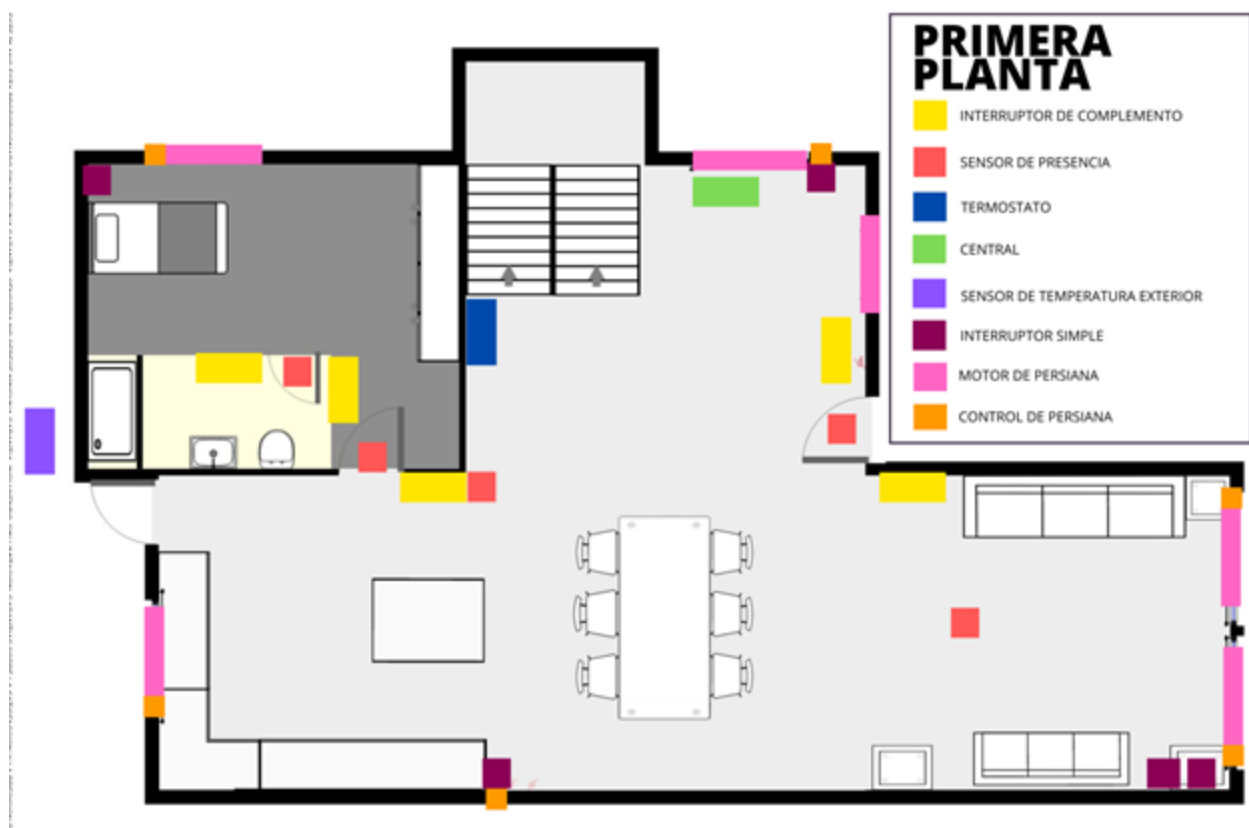 PRIMERA
PLANTA
INTERRUPTOR DE COMPLEMENTO
SENSOR DE PRESENCIA
TERMOSTATO
CENTRAL
SENSOR DE TEMPERATURA EXTERIOR
INTERRUPTOR SIMPLE
MOTOR DE PERSIANA
CONTROL DE PERSIANA